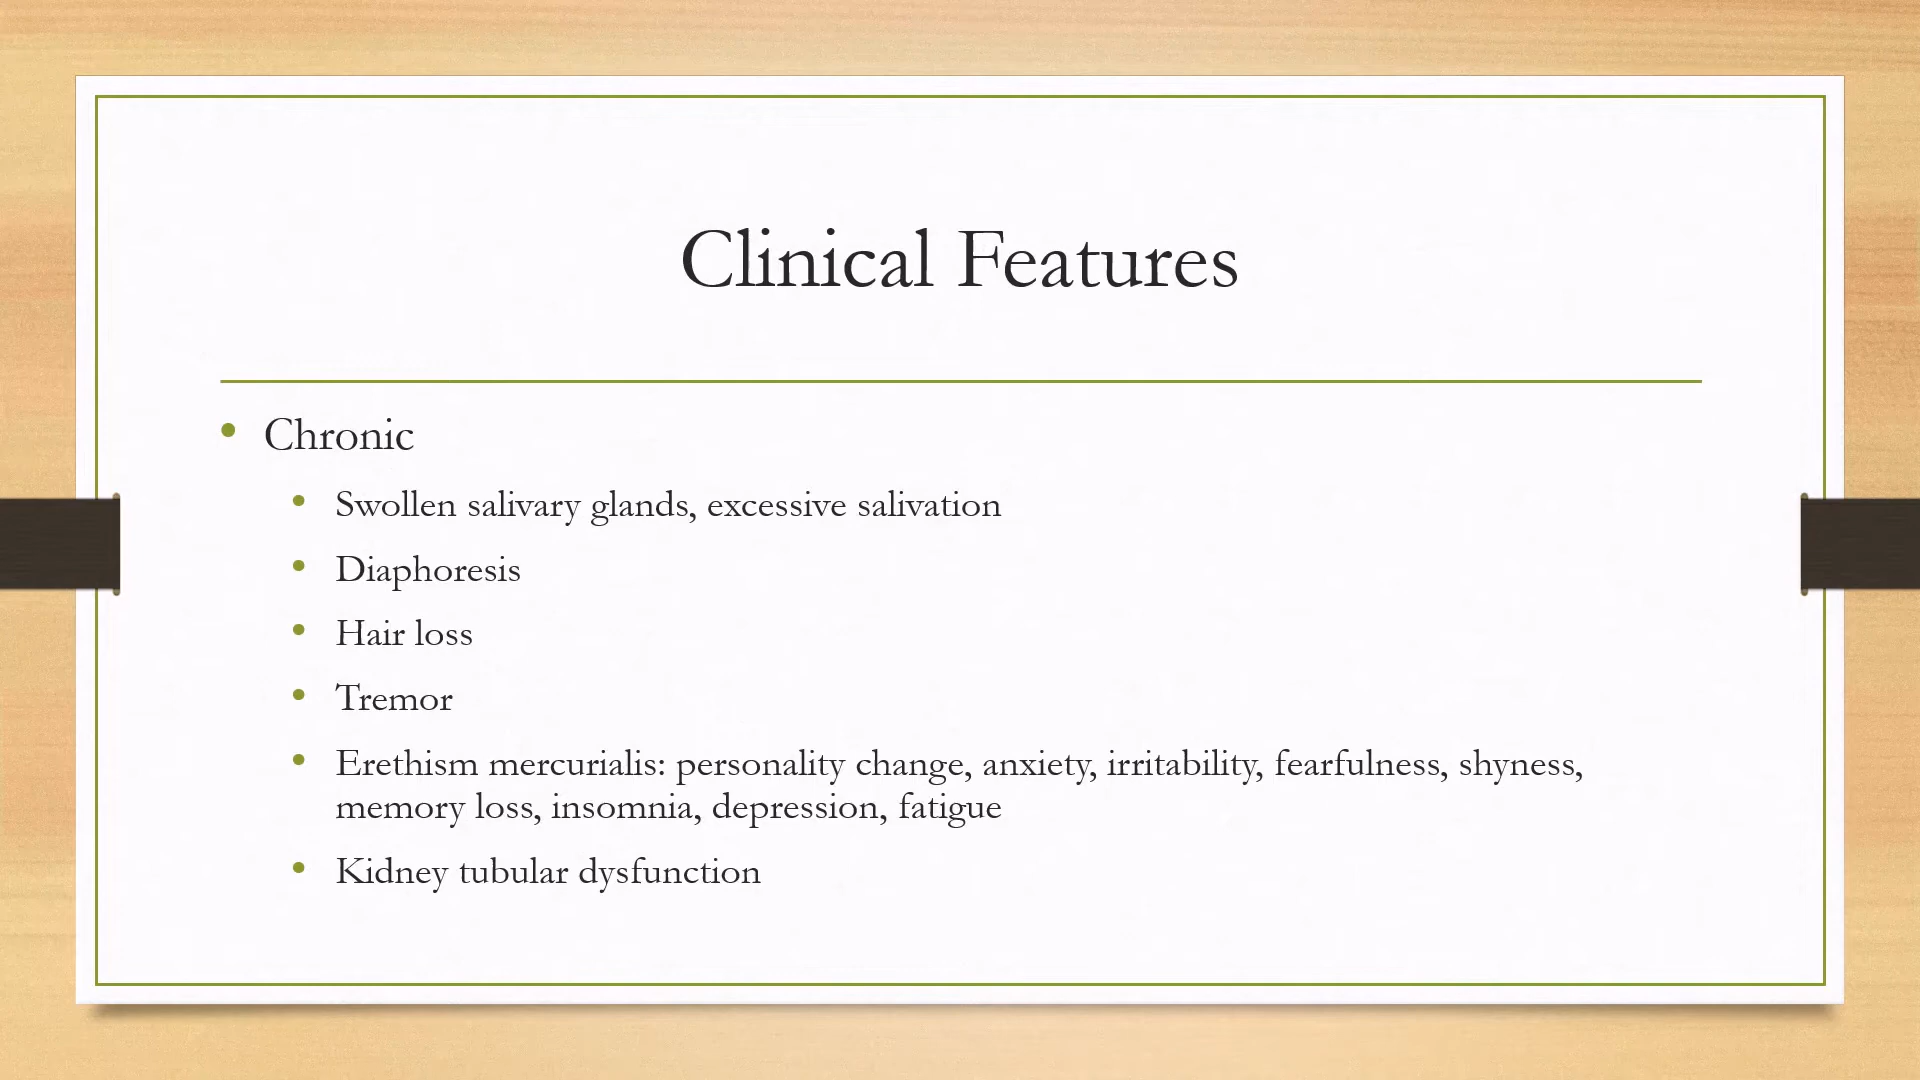 Clinical Features
Chronic
Swollen salivary glands, excessive salivation
Diaphoresis
Hair loss
Tremor
Erethism mercurialis: personality change, anxiety, irritability, fearfulness, shyness,
memory loss, insomnia, depression, fatigue
Kidney tubular dysfunction